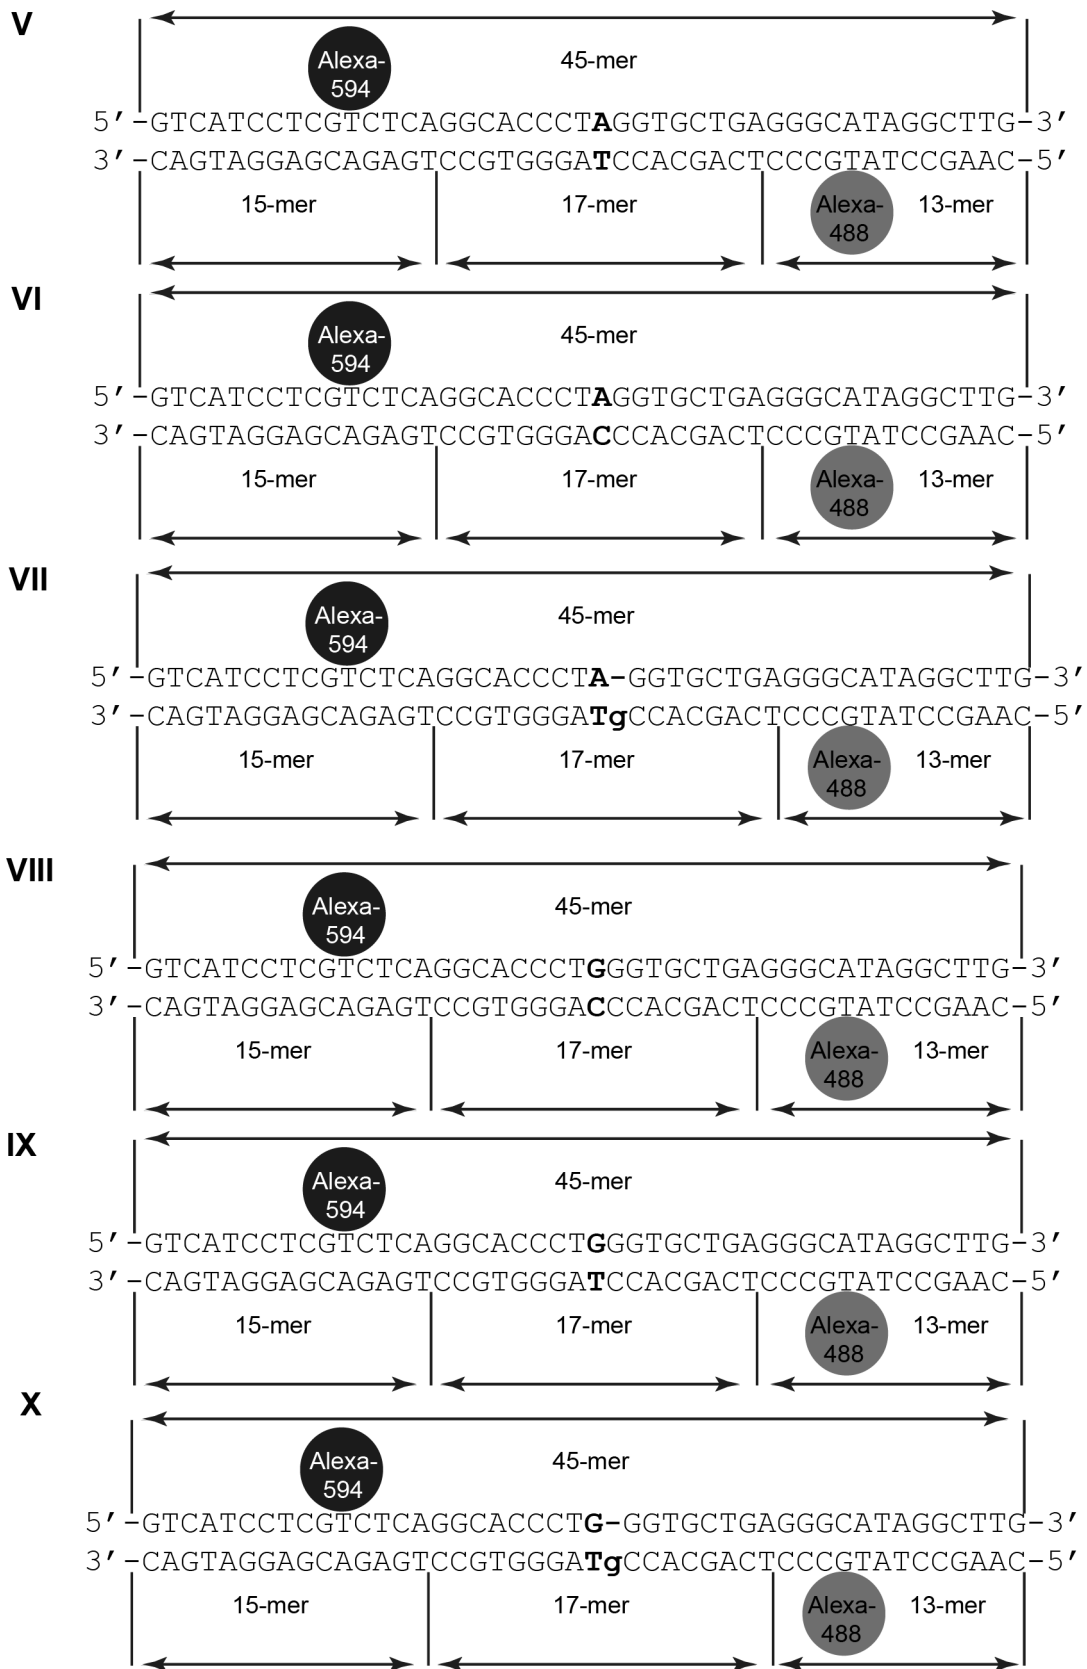 V
Alexa-
594
45-mer
5′-GTCATCCTCGTCTCAGGCACCCTAGGTGCTGAGGGCATAGGCTTG-3′
3′-CAGTAGGAGCAGAGTCCGTGGGATCCACGACTCCCGTATCCGAAC-5′
15-mer 17-mer Alexa-
488 13-mer
VI
Alexa-
594
45-mer
5′-GTCATCCTCGTCTCAGGCACCCTAGGTGCTGAGGGCATAGGCTTG-3′
3′-CAGTAGGAGCAGAGTCCGTGGGACCCACGACTCCCGTATCCGAAC-5′
15-mer 17-mer Alexa-
488 13-mer
VII
Alexa-
594
45-mer
5′-GTCATCCTCGTCTCAGGCACCCTA-GGTGCTGAGGGCATAGGCTTG-3′
3′-CAGTAGGAGCAGAGTCCGTGGGATgCCACGACTCCCGTATCCGAAC-5′
15-mer 17-mer Alexa-
488 13-mer
VIII
Alexa-
594
45-mer
5′-GTCATCCTCGTCTCAGGCACCCTGGGTGCTGAGGGCATAGGCTTG-3′
3′-CAGTAGGAGCAGAGTCCGTGGGACCCACGACTCCCGTATCCGAAC-5′
15-mer 17-mer Alexa-
488 13-mer
IX
Alexa-
594
45-mer
5′-GTCATCCTCGTCTCAGGCACCCTGGGTGCTGAGGGCATAGGCTTG-3′
3′-CAGTAGGAGCAGAGTCCGTGGGATCCACGACTCCCGTATCCGAAC-5′
15-mer 17-mer Alexa-
488 13-mer
X
Alexa-
594
45-mer
5′-GTCATCCTCGTCTCAGGCACCCTG-GGTGCTGAGGGCATAGGCTTG-3′
3′-CAGTAGGAGCAGAGTCCGTGGGATgCCACGACTCCCGTATCCGAAC-5′
15-mer 17-mer Alexa-
488 13-mer